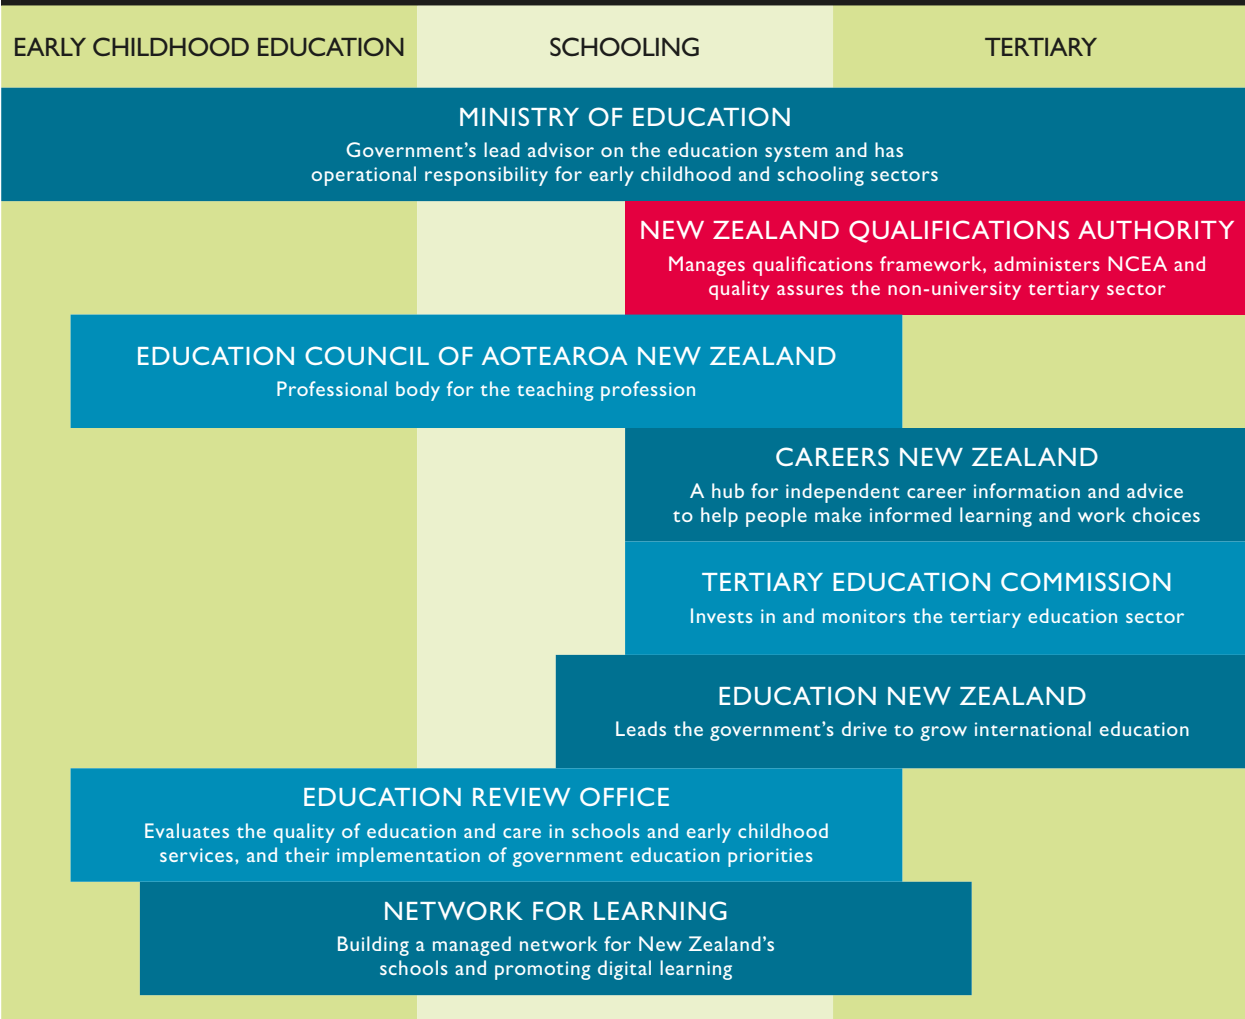 EARLY CHILDHOOD EDUCATION
SCHOOLING
TERTIARY
MINISTRY OF EDUCATION
Government’s lead advisor on the education system and has
operational responsibility for early childhood and schooling sectors
NEW ZEALAND QUALIFICATIONS AUTHORITY
Manages qualifications framework, administers NCEA and
quality assures the non-university tertiary sector
EDUCATION COUNCIL OF AOTEAROA NEW ZEALAND
Professional body for the teaching profession
CAREERS NEW ZEALAND
A hub for independent career information and advice
to help people make informed learning and work choices
TERTIARY EDUCATION COMMISSION
Invests in and monitors the tertiary education sector
EDUCATION NEW ZEALAND
Leads the government’s drive to grow international education
EDUCATION REVIEW OFFICE
Evaluates the quality of education and care in schools and early childhood
services, and their implementation of government education priorities
NETWORK FOR LEARNING
Building a managed network for New Zealand’s
schools and promoting digital learning